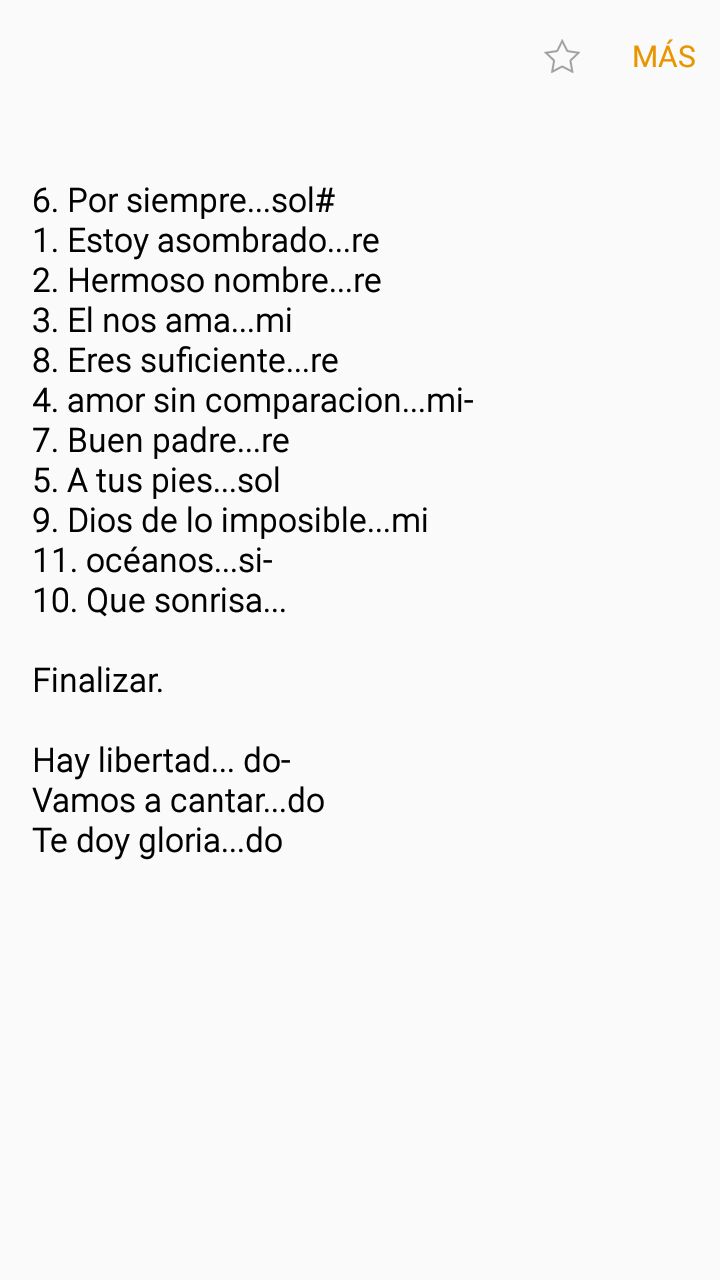 MÁS
6. Por siempre...sol#
1. Estoy asombrado...re
2. Hermoso nombre...re
3. El nos ama...mi
8. Eres suficiente...re
4. amor sin comparacion...mi-
7. Buen padre...re
5. A tus pies...sol
9. Dios de lo imposible...mi
11. océanos...si-
10. Que sonrisa...
Finalizar.
Hay libertad... do-
Vamos a cantar...do
Te doy gloria...do